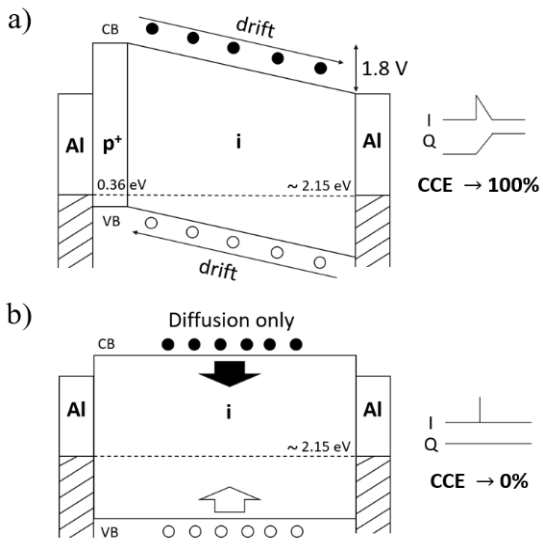 a)
CB
drift
1.8 V
Al
p+
i
Al
I
Q
0.36 eV
~ 2.15 eV
CCE → 100%
VB
drift
b)
Diffusion only
CB
Al
i
Al
I
Q
~ 2.15 eV
CCE → 0%
VB